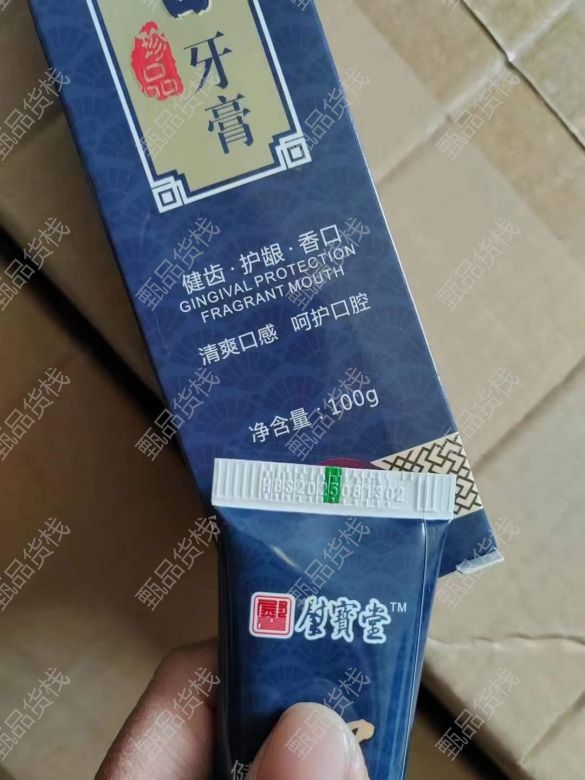 珍品
牙膏
健齿·护龈·香口
GINGIVAL PROTECTION
FRAGRANT MOUTH
清爽口感 呵护口腔
净含量:100g
寶堂™
甄品货栈